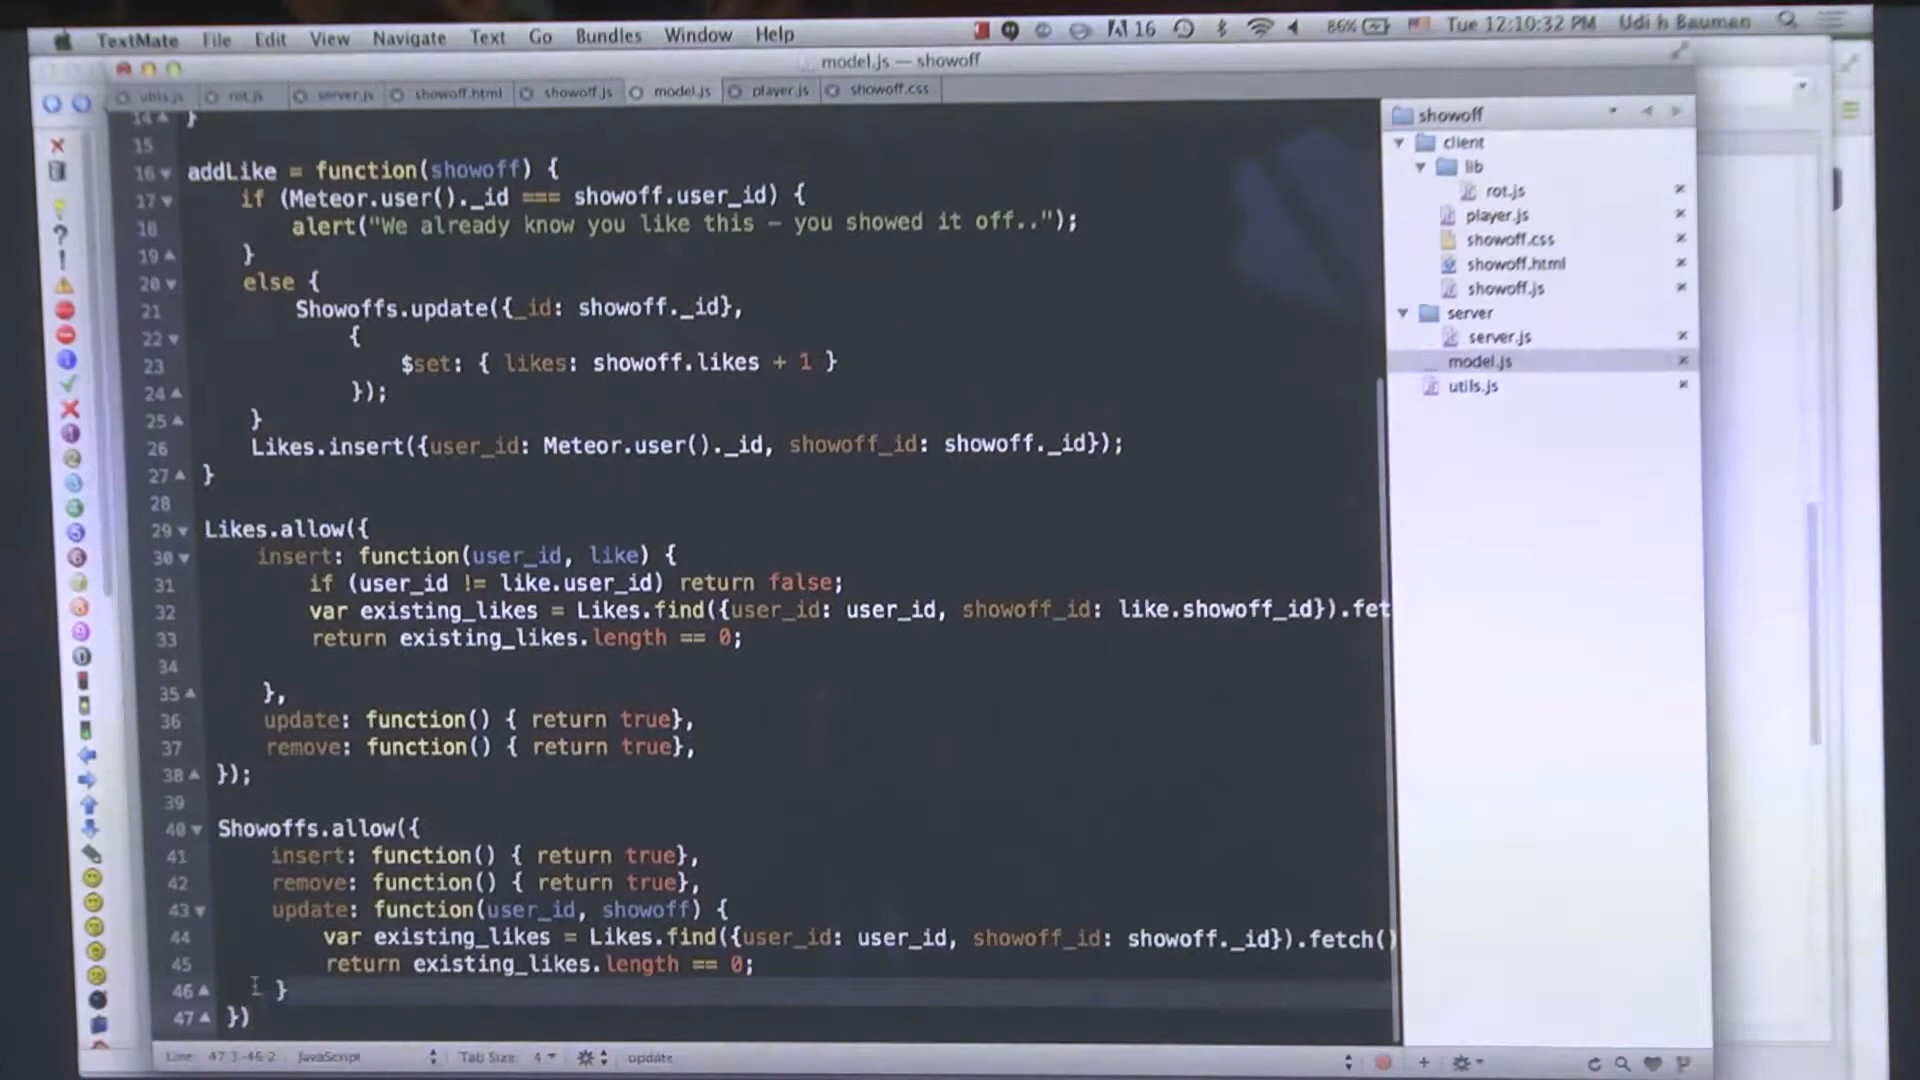 TextMate File Edit View Navigate Text Go Bundles Window Help 16 86% Tue 12:10:32 PM Udi h Bauman
model.js — showoff
utils.js rot.js server.js showoff.html showoff.js model.js player.js showoff.css
14 }
15
16 addLike = function(showoff) {
17 if (Meteor.user()._id === showoff.user_id) {
18 alert("We already know you like this - you showed it off..");
19 }
20 else {
21 Showoffs.update({_id: showoff._id},
22 {
23 $set: { likes: showoff.likes + 1 }
24 });
25 }
26 Likes.insert({user_id: Meteor.user()._id, showoff_id: showoff._id});
27 }
28
29 Likes.allow({
30 insert: function(user_id, like) {
31 if (user_id != like.user_id) return false;
32 var existing_likes = Likes.find({user_id: user_id, showoff_id: like.showoff_id}).fet
33 return existing_likes.length == 0;
34
35 },
36 update: function() { return true},
37 remove: function() { return true},
38 });
39
40 Showoffs.allow({
41 insert: function() { return true},
42 remove: function() { return true},
43 update: function(user_id, showoff) {
44 var existing_likes = Likes.find({user_id: user_id, showoff_id: showoff._id}).fetch()
45 return existing_likes.length == 0;
46 }
47 })
Line: 47:3-46:2 JavaScript Tab Size: 4 update
showoff
client
lib
rot.js
player.js
showoff.css
showoff.html
showoff.js
server
server.js
model.js
utils.js